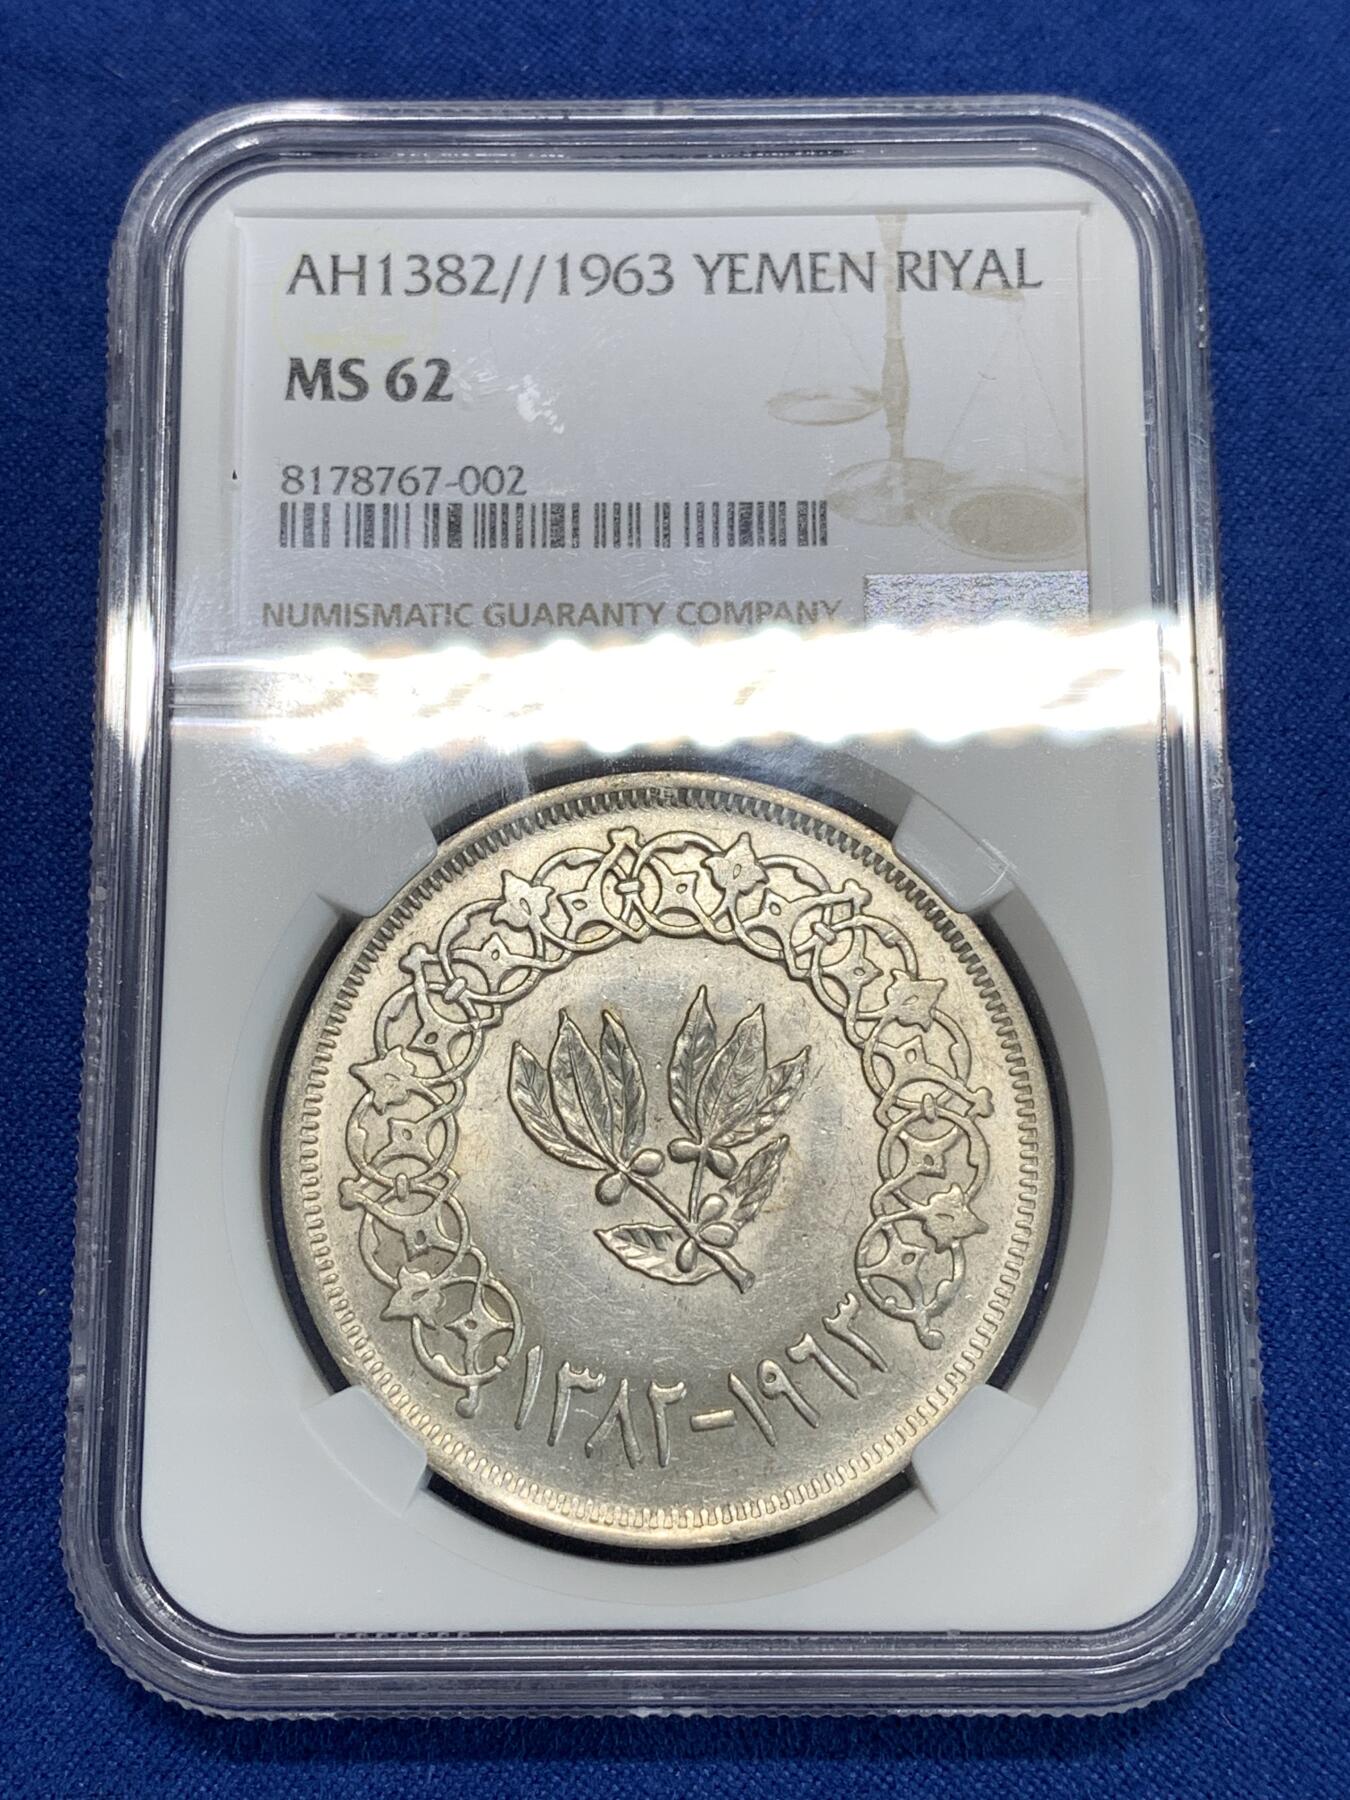 AH1382//1963 YEMEN RIYAL
MS 62
8178767-002
NUMISMATIC GUARANTY COMPANY
١٣٨٢-١٩٦٣